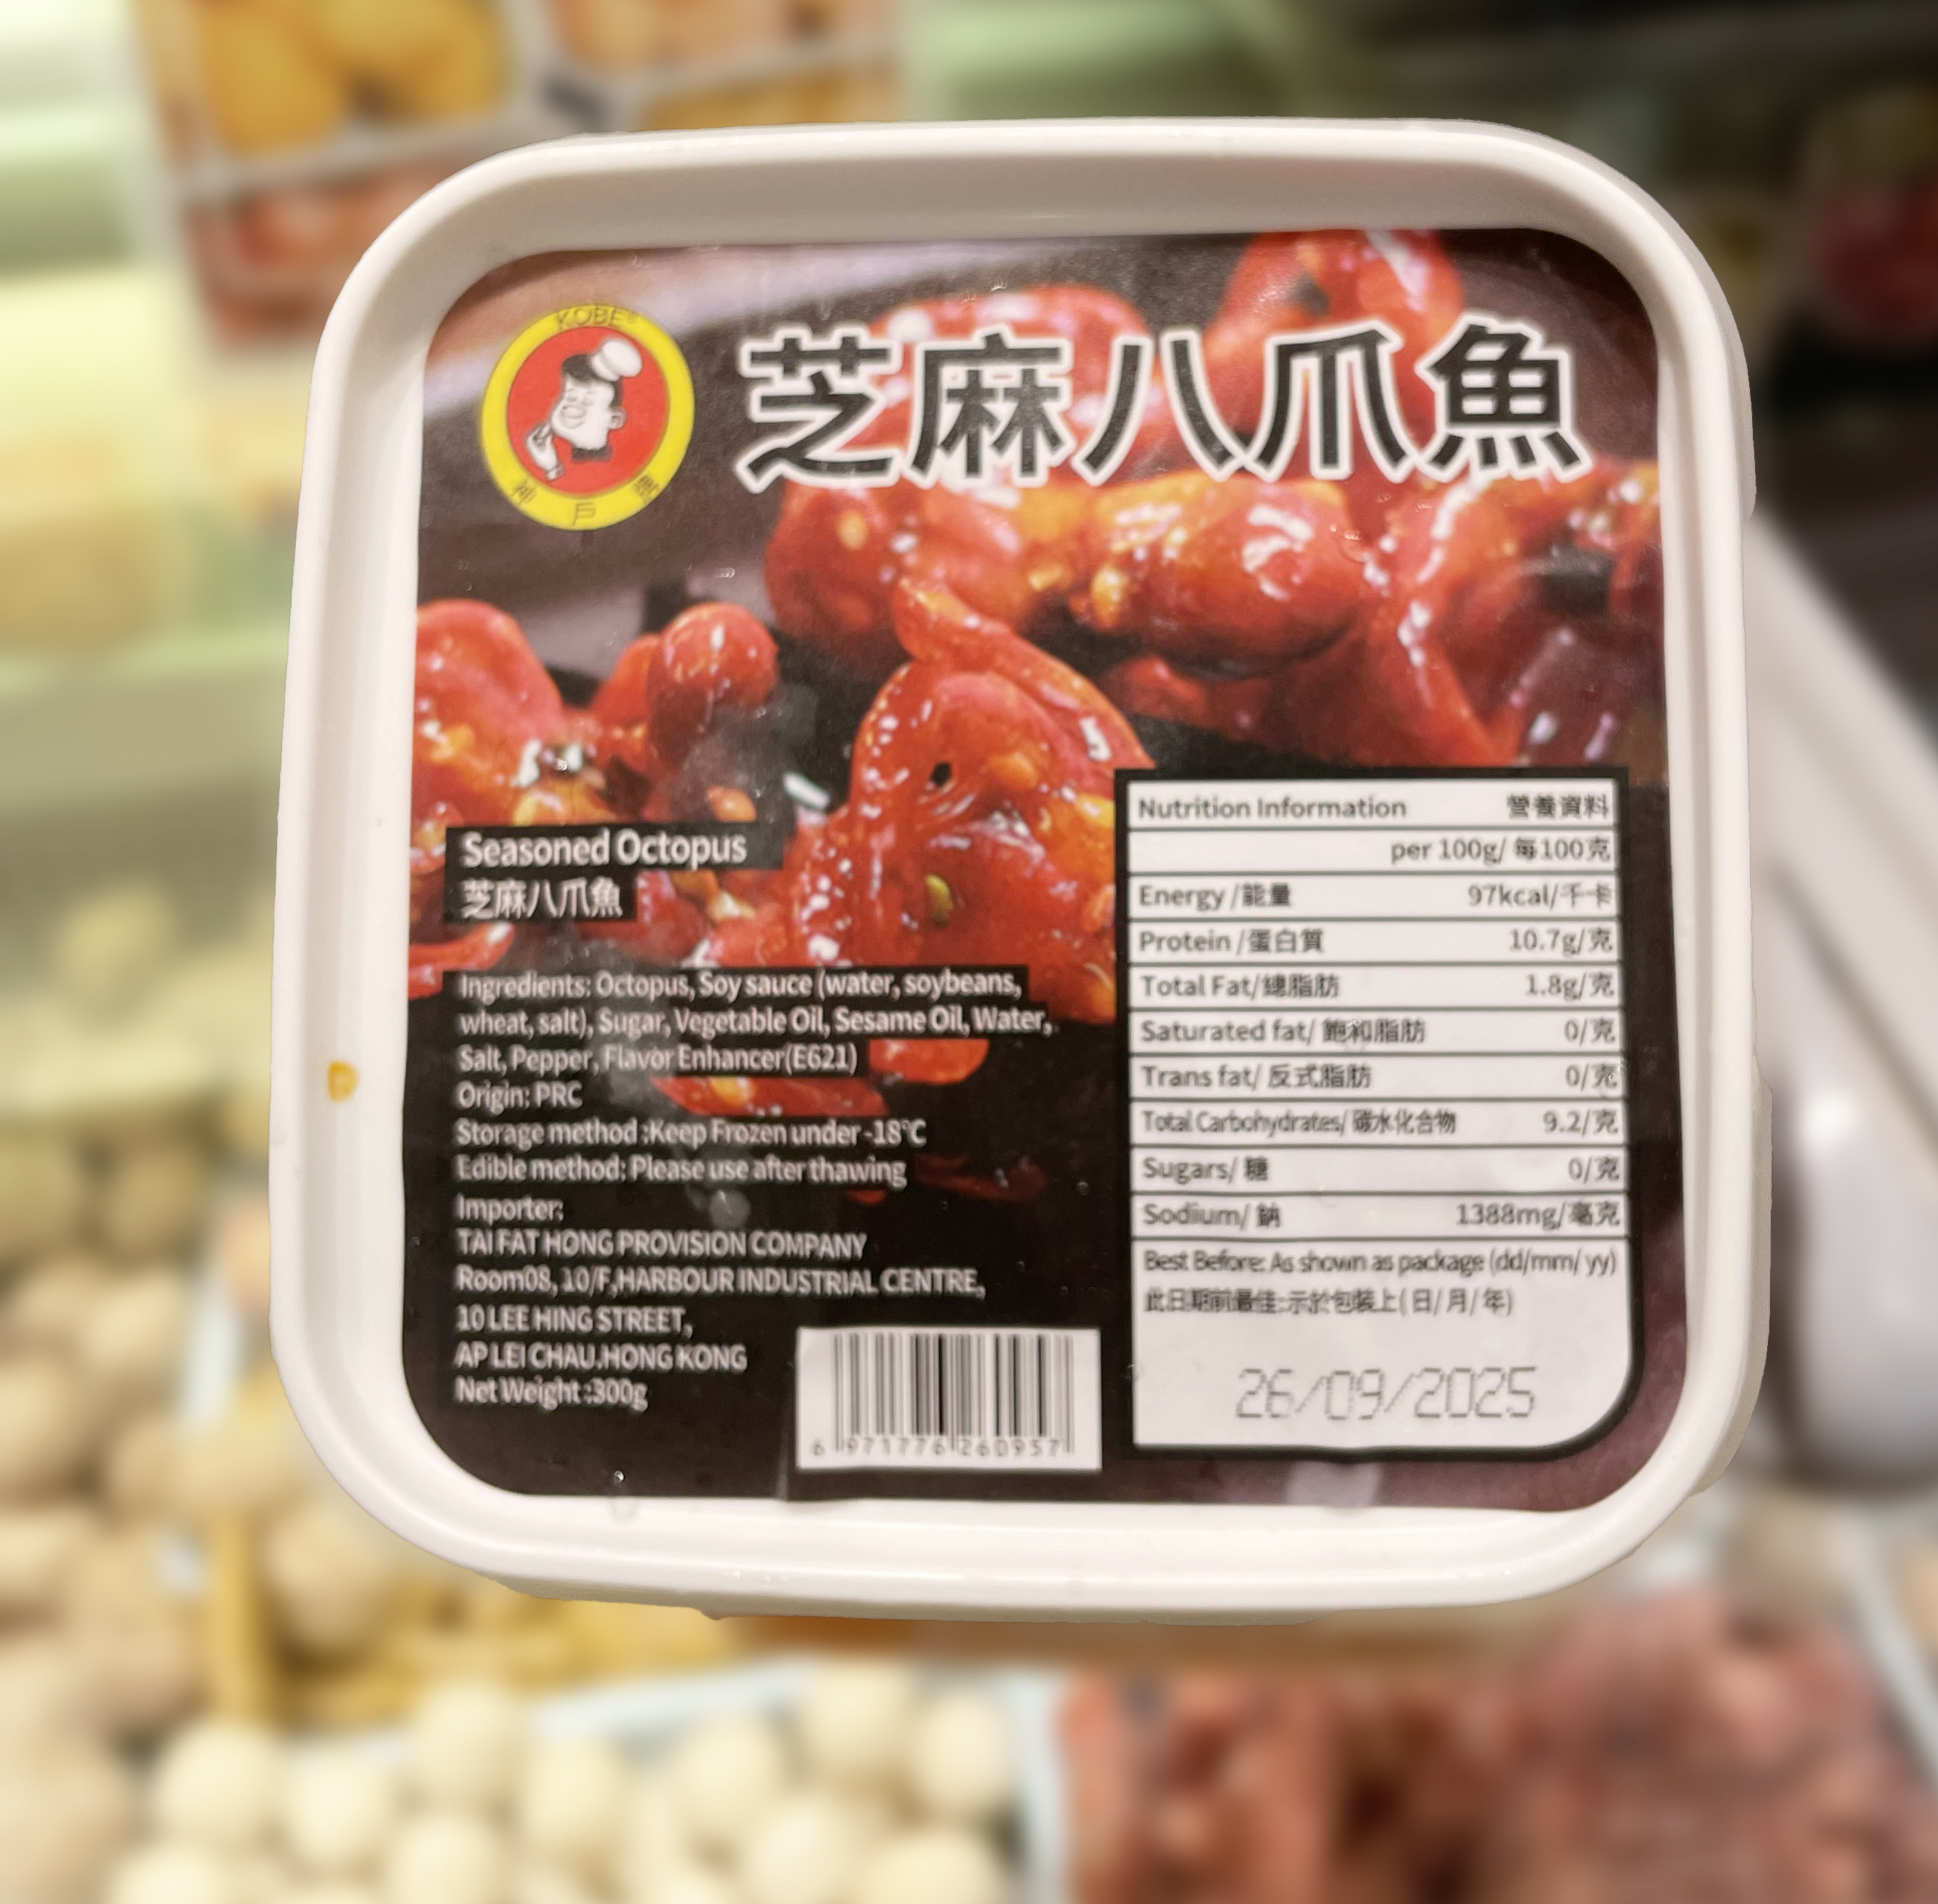 KOBE®
神戶牌
芝麻八爪魚
Seasoned Octopus
芝麻八爪魚
Ingredients: Octopus, Soy sauce (water, soybeans,
wheat, salt), Sugar, Vegetable Oil, Sesame Oil, Water,
Salt, Pepper, Flavor Enhancer(E621)
Origin: PRC
Storage method :Keep Frozen under -18℃
Edible method: Please use after thawing
Importer:
TAI FAT HONG PROVISION COMPANY
Room08, 10/F,HARBOUR INDUSTRIAL CENTRE,
10 LEE HING STREET,
AP LEI CHAU.HONG KONG
Net Weight :300g
6 971776 260957
Nutrition Information 營養資料
per 100g/ 每100克
Energy /能量 97kcal/千卡
Protein /蛋白質 10.7g/克
Total Fat/總脂肪 1.8g/克
Saturated fat/ 飽和脂肪 0/克
Trans fat/ 反式脂肪 0/克
Total Carbohydrates/ 碳水化合物 9.2/克
Sugars/ 糖 0/克
Sodium/ 鈉 1388mg/毫克
Best Before: As shown as package (dd/mm/ yy)
此日期前最佳:示於包裝上(日/月/年)
26/09/2025